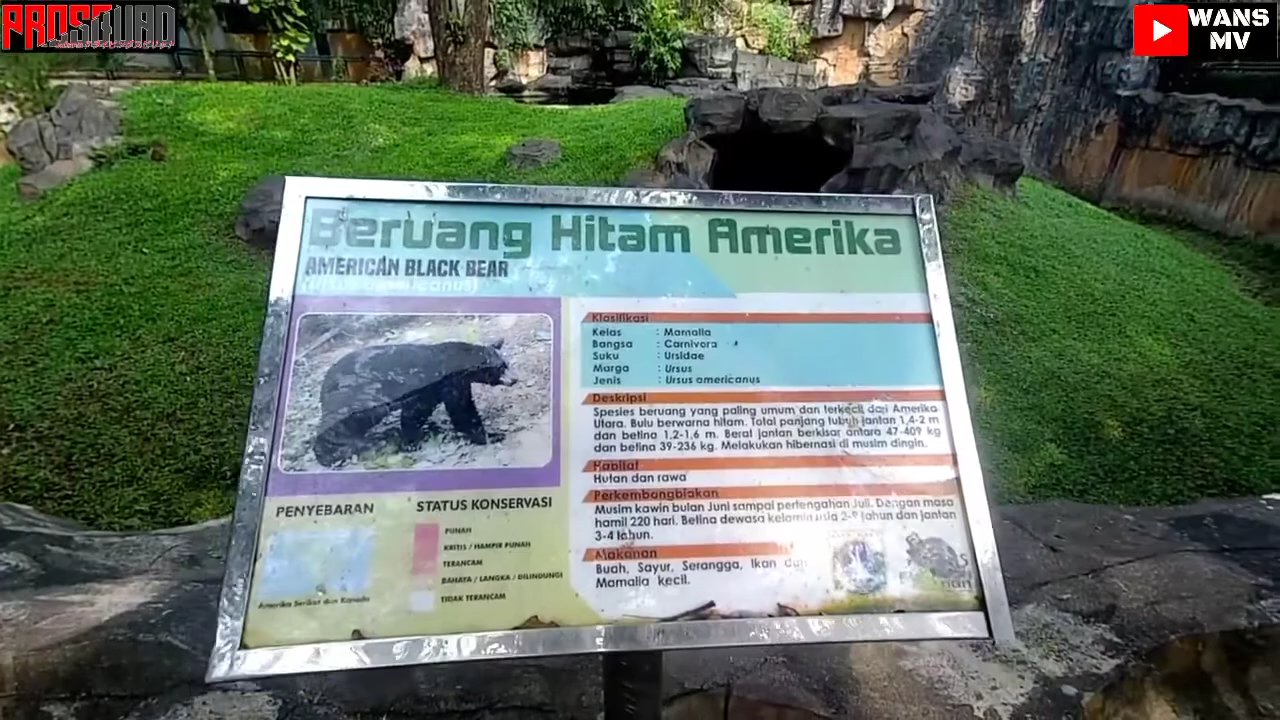 PROSQUAD
WANS
MV
Beruang Hitam Amerika
AMERICAN BLACK BEAR
(Ursus americanus)
Klasifikasi
Kelas : Mamalia
Bangsa : Carnivora
Suku : Ursidae
Marga : Ursus
Jenis : Ursus americanus
Deskripsi
Spesies beruang yang paling umum dan terkecil dari Amerika
Utara. Bulu berwarna hitam. Total panjang tubuh jantan 1,4-2 m
dan betina 1,2-1,6 m. Berat jantan berkisar antara 47-409 kg
dan betina 39-236 kg. Melakukan hibernasi di musim dingin.
Habitat
Hutan dan rawa
Perkembangbiakan
Musim kawin bulan Juni sampai pertengahan Juli. Dengan masa
hamil 220 hari. Betina dewasa kelamin usia 2-9 tahun dan jantan
3-4 tahun.
Makanan
Buah, Sayur, Serangga, Ikan dan
Mamalia kecil.
PENYEBARAN
Amerika Serikat dan Kanada
STATUS KONSERVASI
PUNAH
KRITIS / HAMPIR PUNAH
TERANCAM
BAHAYA / LANGKA / DILINDUNGI
TIDAK TERANCAM